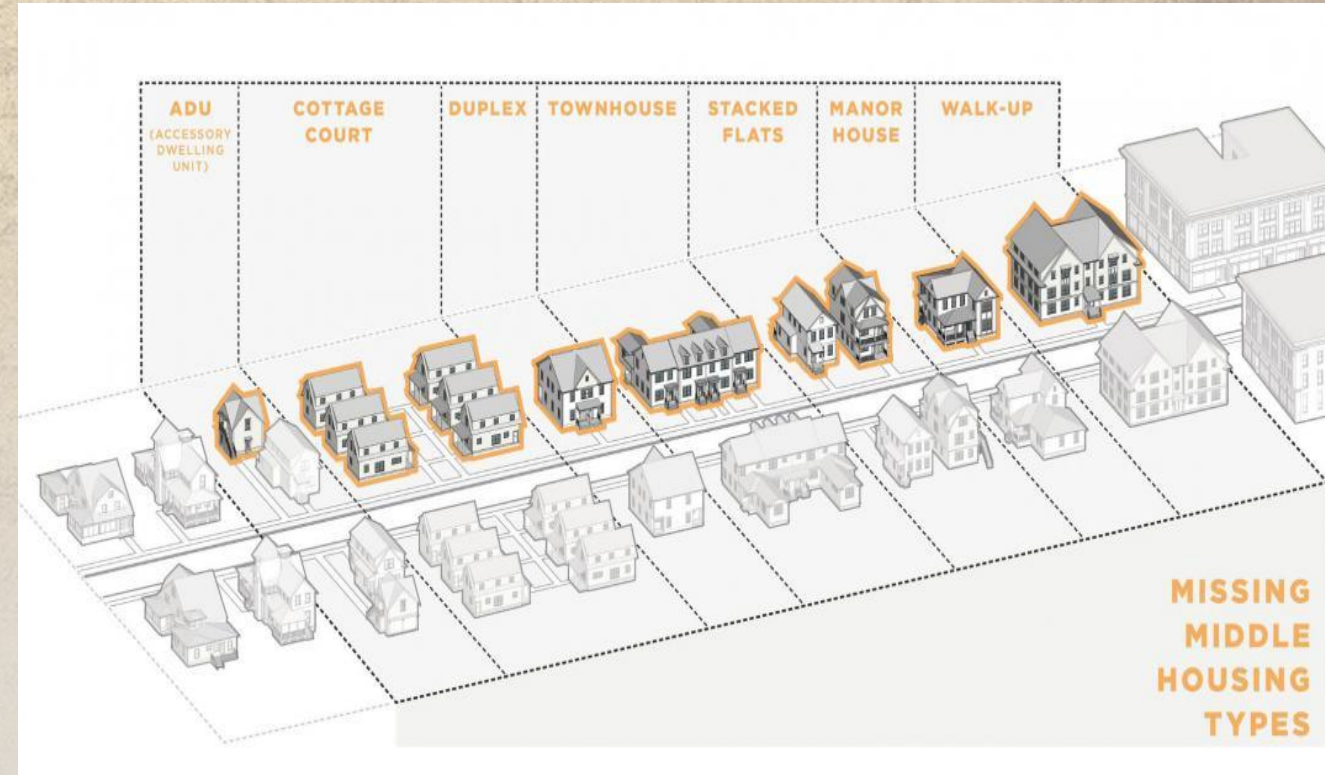 ADU
(ACCESSORY
DWELLING
UNIT)
COTTAGE
COURT
DUPLEX
TOWNHOUSE
STACKED
FLATS
MANOR
HOUSE
WALK-UP
MISSING
MIDDLE
HOUSING
TYPES